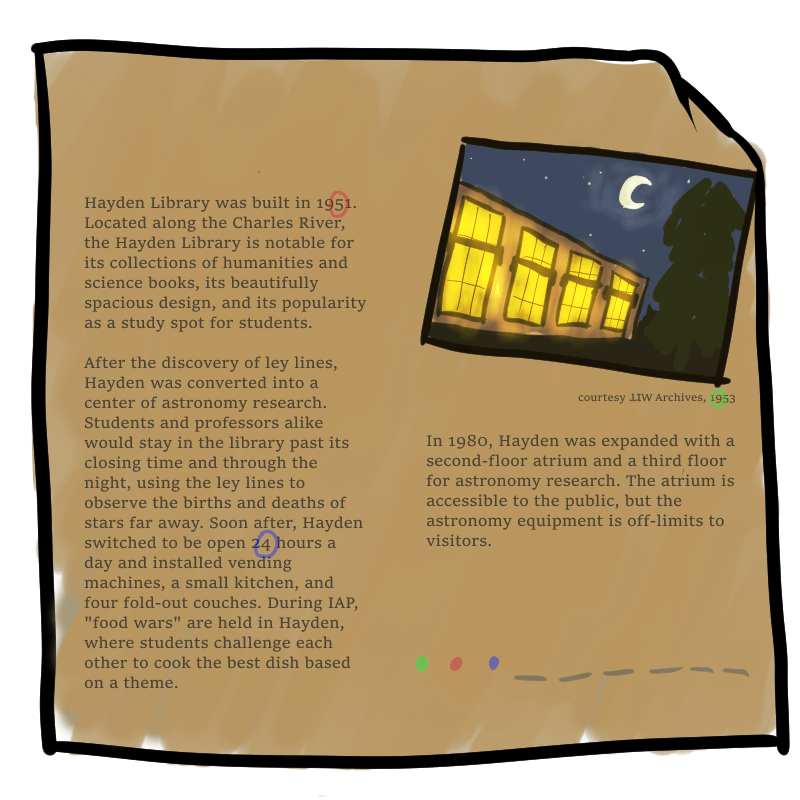 Hayden Library was built in 1951.
Located along the Charles River,
the Hayden Library is notable for
its collections of humanities and
science books, its beautifully
spacious design, and its popularity
as a study spot for students.
After the discovery of ley lines,
Hayden was converted into a
center of astronomy research.
Students and professors alike
would stay in the library past its
closing time and through the
night, using the ley lines to
observe the births and deaths of
stars far away. Soon after, Hayden
switched to be open 24 hours a
day and installed vending
machines, a small kitchen, and
four fold-out couches. During IAP,
"food wars" are held in Hayden,
where students challenge each
other to cook the best dish based
on a theme.
courtesy Archives, 1953
In 1980, Hayden was expanded with a
second-floor atrium and a third floor
for astronomy research. The atrium is
accessible to the public, but the
astronomy equipment is off-limits to
visitors.